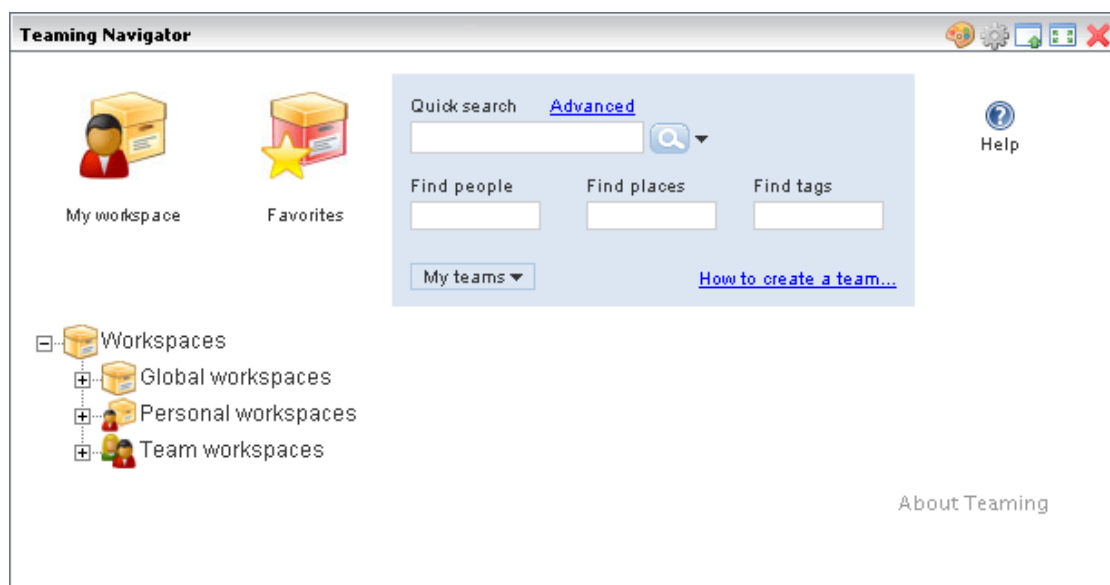 Teaming Navigator
Quick search Advanced
Help
Find people Find places Find tags
My workspace Favorites
My teams How to create a team...
Workspaces
Global workspaces
Personal workspaces
Team workspaces
About Teaming